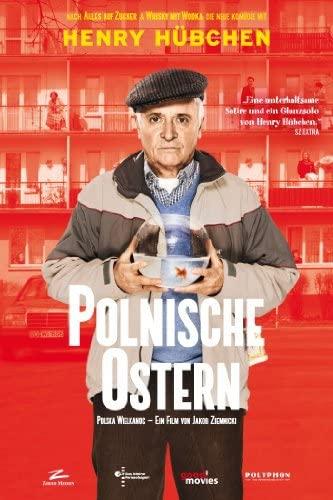 NACH ALLES AUF ZUCKER & WHISKY MIT WODKA DIE NEUE KOMÖDIE MIT
HENRY HÜBCHEN
„Eine unterhaltsame
Satire und ein Glanzsolo
von Henry Hübchen."
SZ EXTRA
POLNISCHE
OSTERN
POLSKA WIELKANOC – EIN FILM VON JAKOB ZIEMNICKI
Z
ZIEGLER
good!
movies
POLYPHON